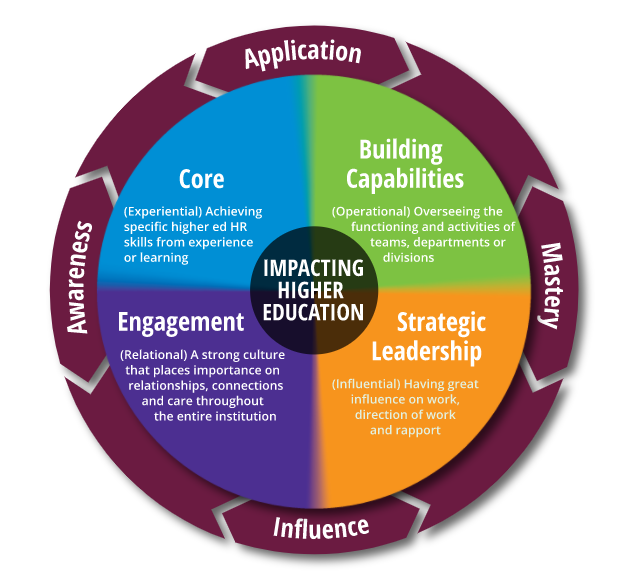 Application
Core
(Experiential) Achieving
specific higher ed HR
skills from experience
or learning
Building
Capabilities
(Operational) Overseeing the
functioning and activities of
teams, departments or
divisions
Awareness
Mastery
IMPACTING
HIGHER
EDUCATION
Engagement
(Relational) A strong culture
that places importance on
relationships, connections
and care throughout
the entire institution
Strategic
Leadership
(Influential) Having great
influence on work,
direction of work
and rapport
Influence